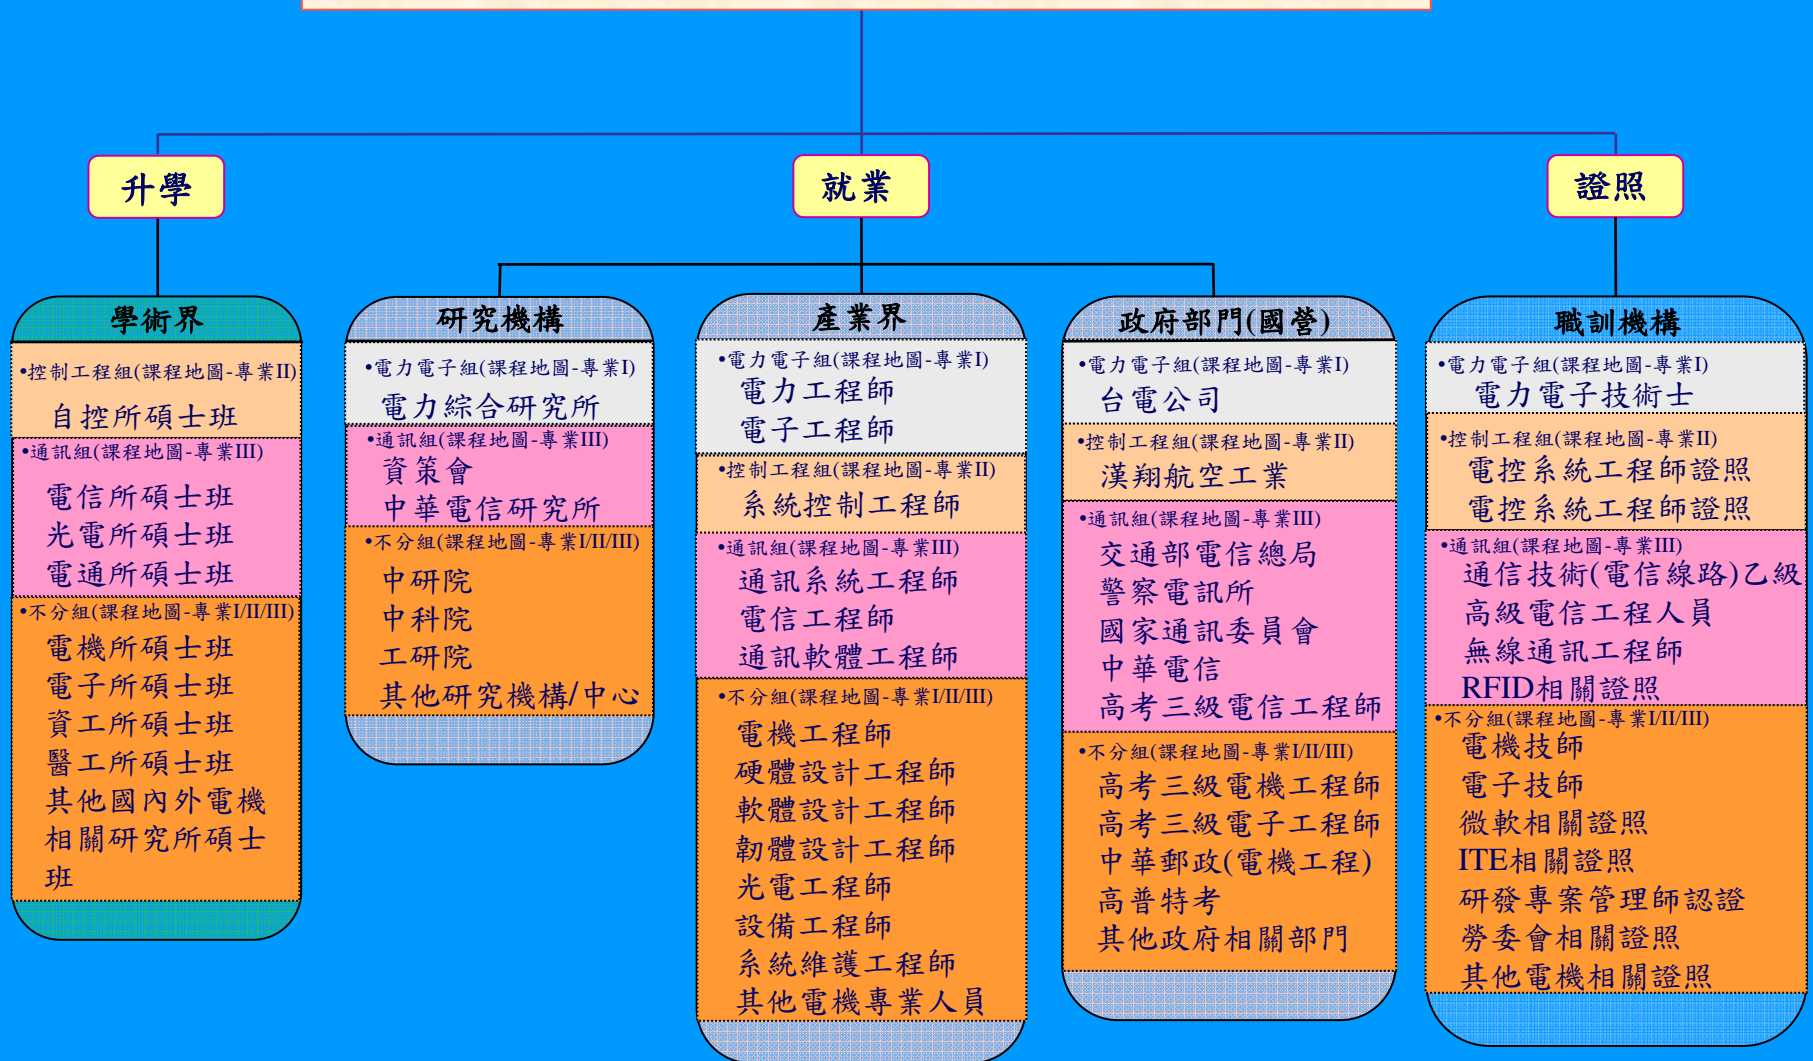 升學
就業
證照
學術界
•控制工程組(課程地圖-專業II)
自控所碩士班
•通訊組(課程地圖-專業III)
電信所碩士班
光電所碩士班
電通所碩士班
•不分組(課程地圖-專業I/II/III)
電機所碩士班
電子所碩士班
資工所碩士班
醫工所碩士班
其他國內外電機
相關研究所碩士
班
研究機構
•電力電子組(課程地圖-專業I)
電力綜合研究所
•通訊組(課程地圖-專業III)
資策會
中華電信研究所
•不分組(課程地圖-專業I/II/III)
中研院
中科院
工研院
其他研究機構/中心
產業界
•電力電子組(課程地圖-專業I)
電力工程師
電子工程師
•控制工程組(課程地圖-專業II)
系統控制工程師
•通訊組(課程地圖-專業III)
通訊系統工程師
電信工程師
通訊軟體工程師
•不分組(課程地圖-專業I/II/III)
電機工程師
硬體設計工程師
軟體設計工程師
韌體設計工程師
光電工程師
設備工程師
系統維護工程師
其他電機專業人員
政府部門(國營)
•電力電子組(課程地圖-專業I)
台電公司
•控制工程組(課程地圖-專業II)
漢翔航空工業
•通訊組(課程地圖-專業III)
交通部電信總局
警察電訊所
國家通訊委員會
中華電信
高考三級電信工程師
•不分組(課程地圖-專業I/II/III)
高考三級電機工程師
高考三級電子工程師
中華郵政(電機工程)
高普特考
其他政府相關部門
職訓機構
•電力電子組(課程地圖-專業I)
電力電子技術士
•控制工程組(課程地圖-專業II)
電控系統工程師證照
電控系統工程師證照
•通訊組(課程地圖-專業III)
通信技術(電信線路)乙級
高級電信工程人員
無線通訊工程師
RFID相關證照
•不分組(課程地圖-專業I/II/III)
電機技師
電子技師
微軟相關證照
ITE相關證照
研發專案管理師認證
勞委會相關證照
其他電機相關證照